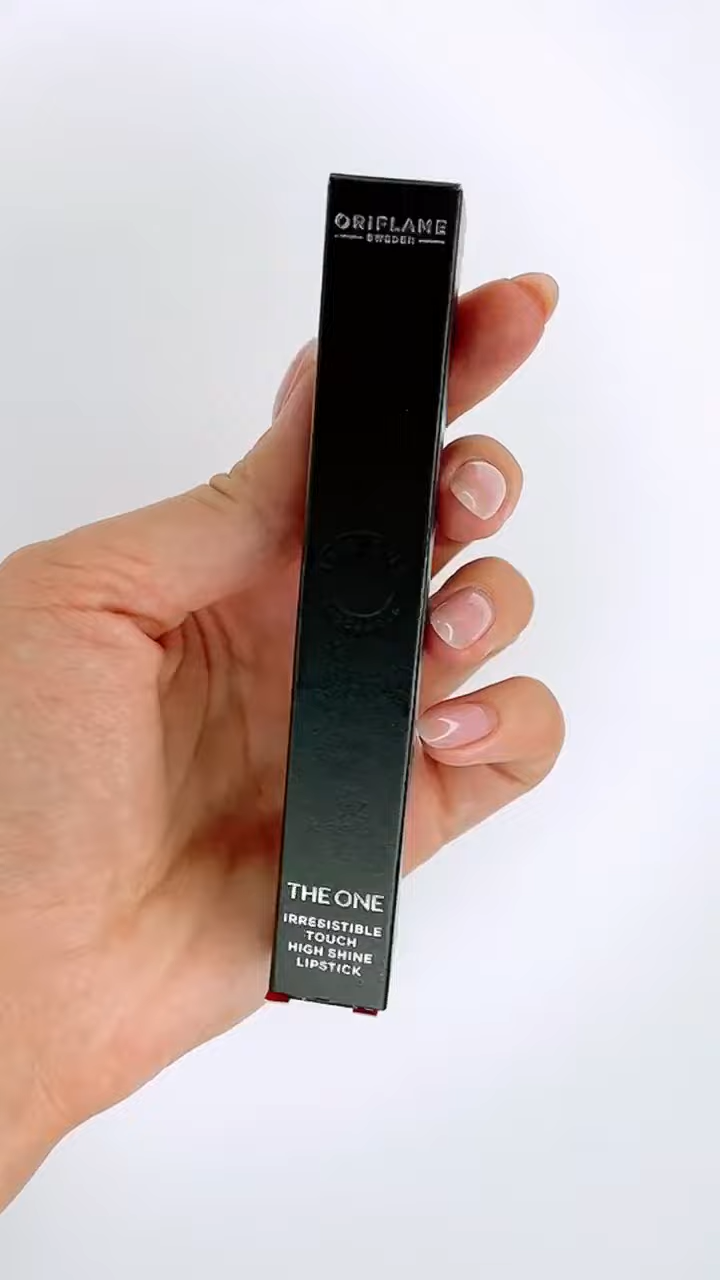 ORIFLAME
SWEDEN
THE ONE
IRRESISTIBLE
TOUCH
HIGH SHINE
LIPSTICK